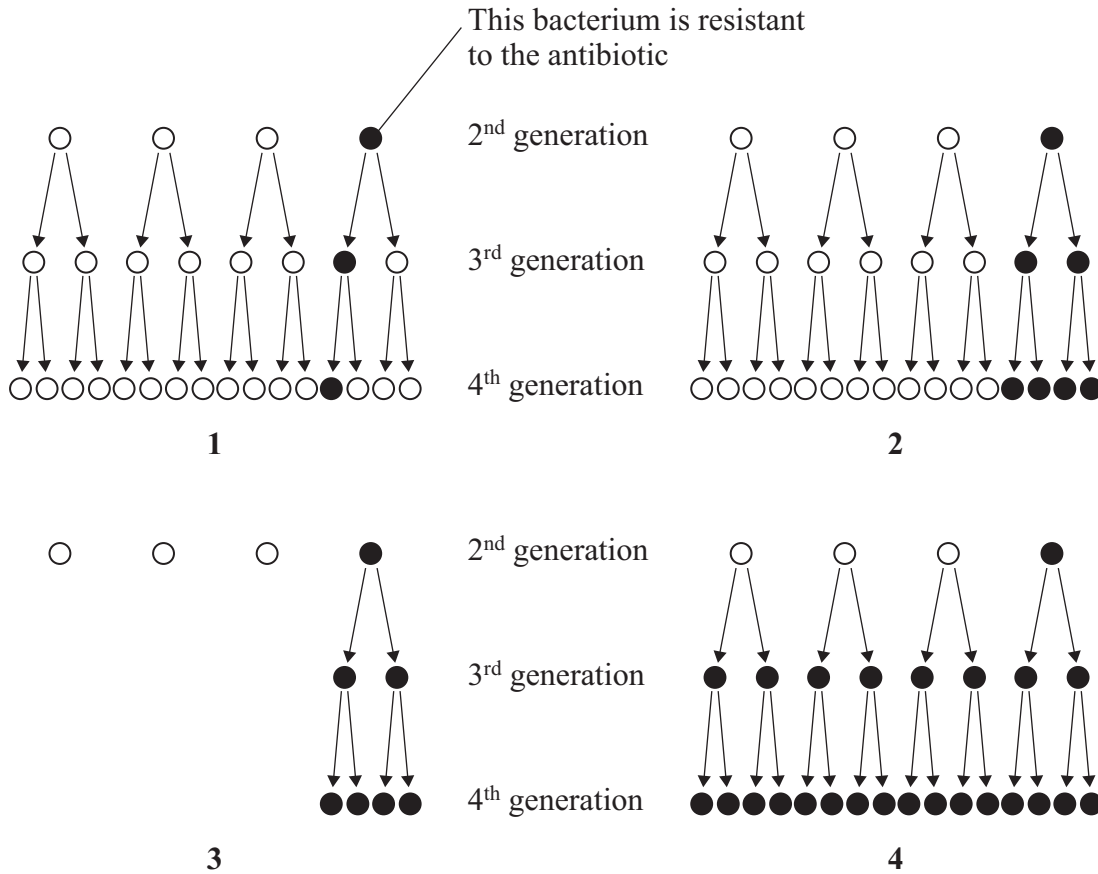 This bacterium is resistant
to the antibiotic
2nd generation
3rd generation
4th generation
1
2
2nd generation
3rd generation
4th generation
3
4